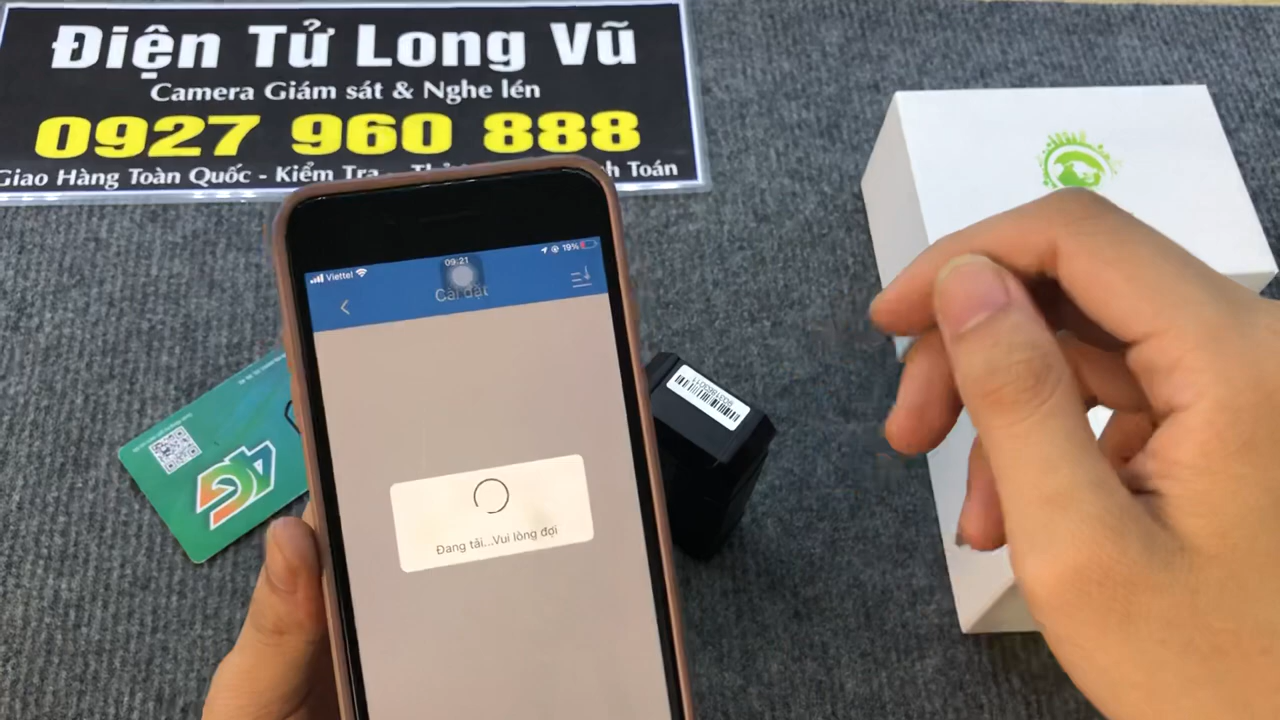 Điện Tử Long Vũ
Camera Giám sát & Nghe lén
0927 960 888
Giao Hàng Toàn Quốc - Kiểm Tra - Toán
Viettel
09:21
19%
Cài đặt
Đang tải...Vui lòng đợi
4G